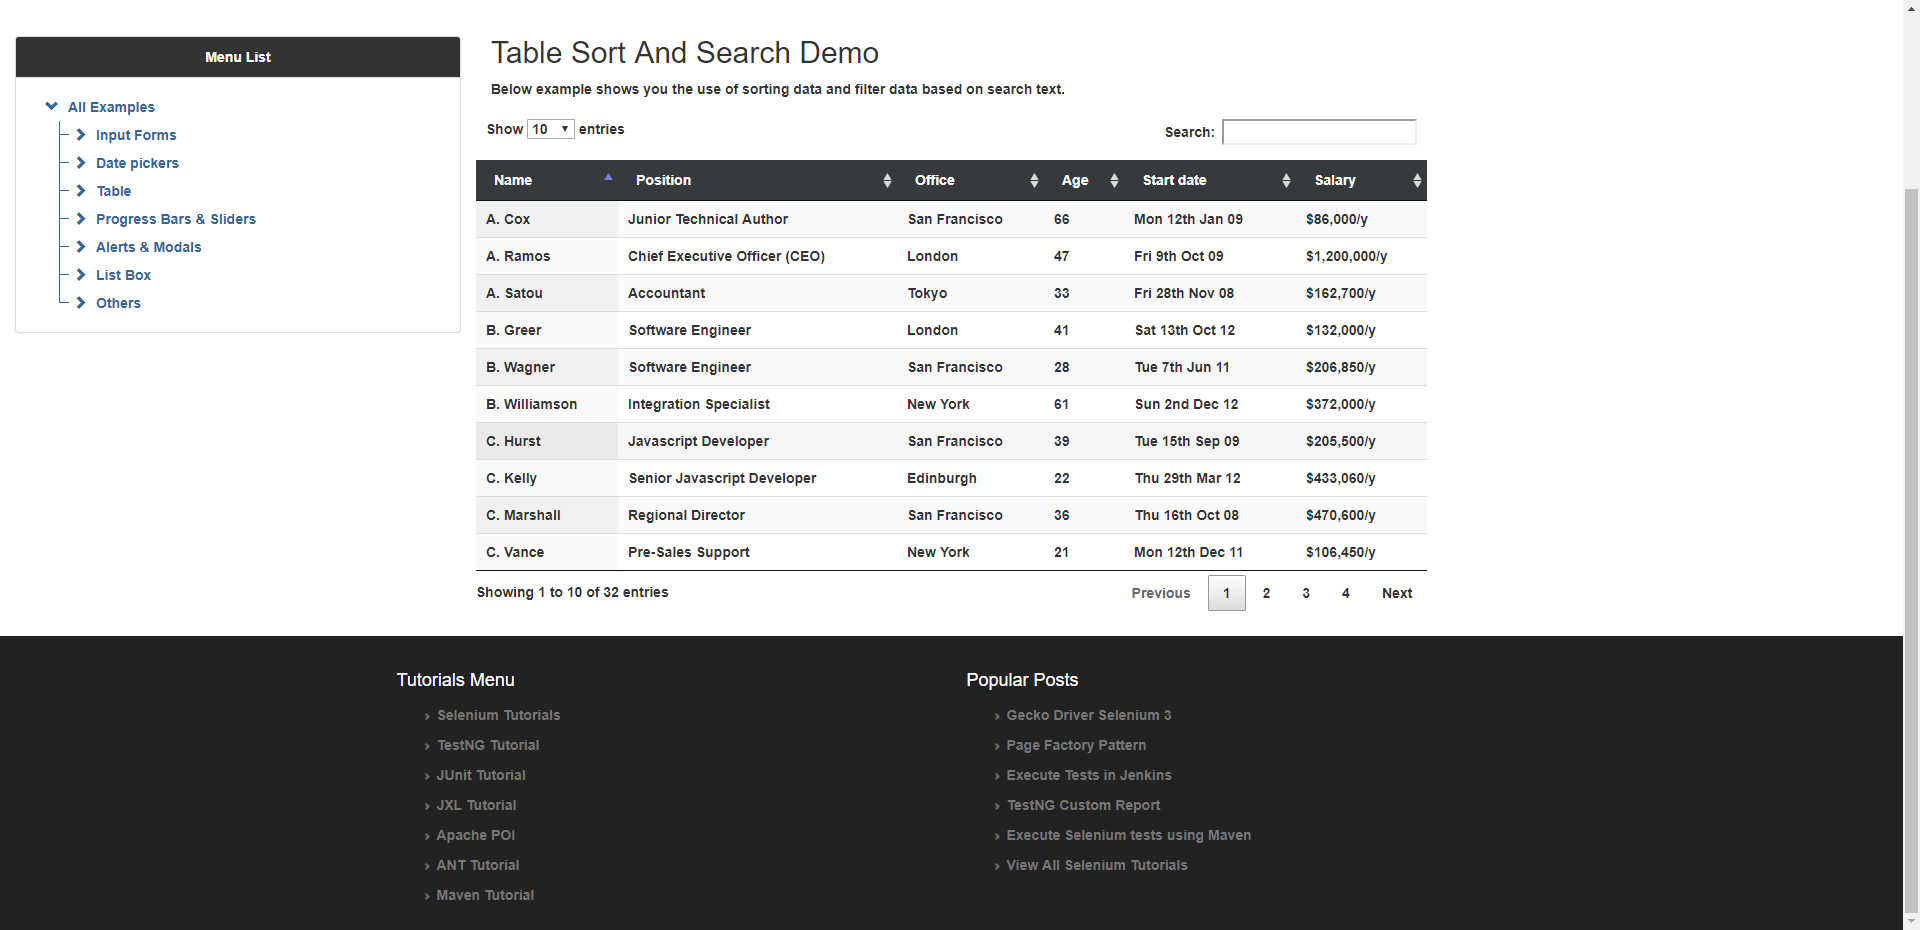 Menu List
All Examples
Input Forms
Date pickers
Table
Progress Bars & Sliders
Alerts & Modals
List Box
Others
Table Sort And Search Demo
Below example shows you the use of sorting data and filter data based on search text.
Show 10 entries
Search:
Name Position Office Age Start date Salary
A. Cox Junior Technical Author San Francisco 66 Mon 12th Jan 09 $86,000/y
A. Ramos Chief Executive Officer (CEO) London 47 Fri 9th Oct 09 $1,200,000/y
A. Satou Accountant Tokyo 33 Fri 28th Nov 08 $162,700/y
B. Greer Software Engineer London 41 Sat 13th Oct 12 $132,000/y
B. Wagner Software Engineer San Francisco 28 Tue 7th Jun 11 $206,850/y
B. Williamson Integration Specialist New York 61 Sun 2nd Dec 12 $372,000/y
C. Hurst Javascript Developer San Francisco 39 Tue 15th Sep 09 $205,500/y
C. Kelly Senior Javascript Developer Edinburgh 22 Thu 29th Mar 12 $433,060/y
C. Marshall Regional Director San Francisco 36 Thu 16th Oct 08 $470,600/y
C. Vance Pre-Sales Support New York 21 Mon 12th Dec 11 $106,450/y
Showing 1 to 10 of 32 entries
Previous 1 2 3 4 Next
Tutorials Menu
Selenium Tutorials
TestNG Tutorial
JUnit Tutorial
JXL Tutorial
Apache POI
ANT Tutorial
Maven Tutorial
Popular Posts
Gecko Driver Selenium 3
Page Factory Pattern
Execute Tests in Jenkins
TestNG Custom Report
Execute Selenium tests using Maven
View All Selenium Tutorials